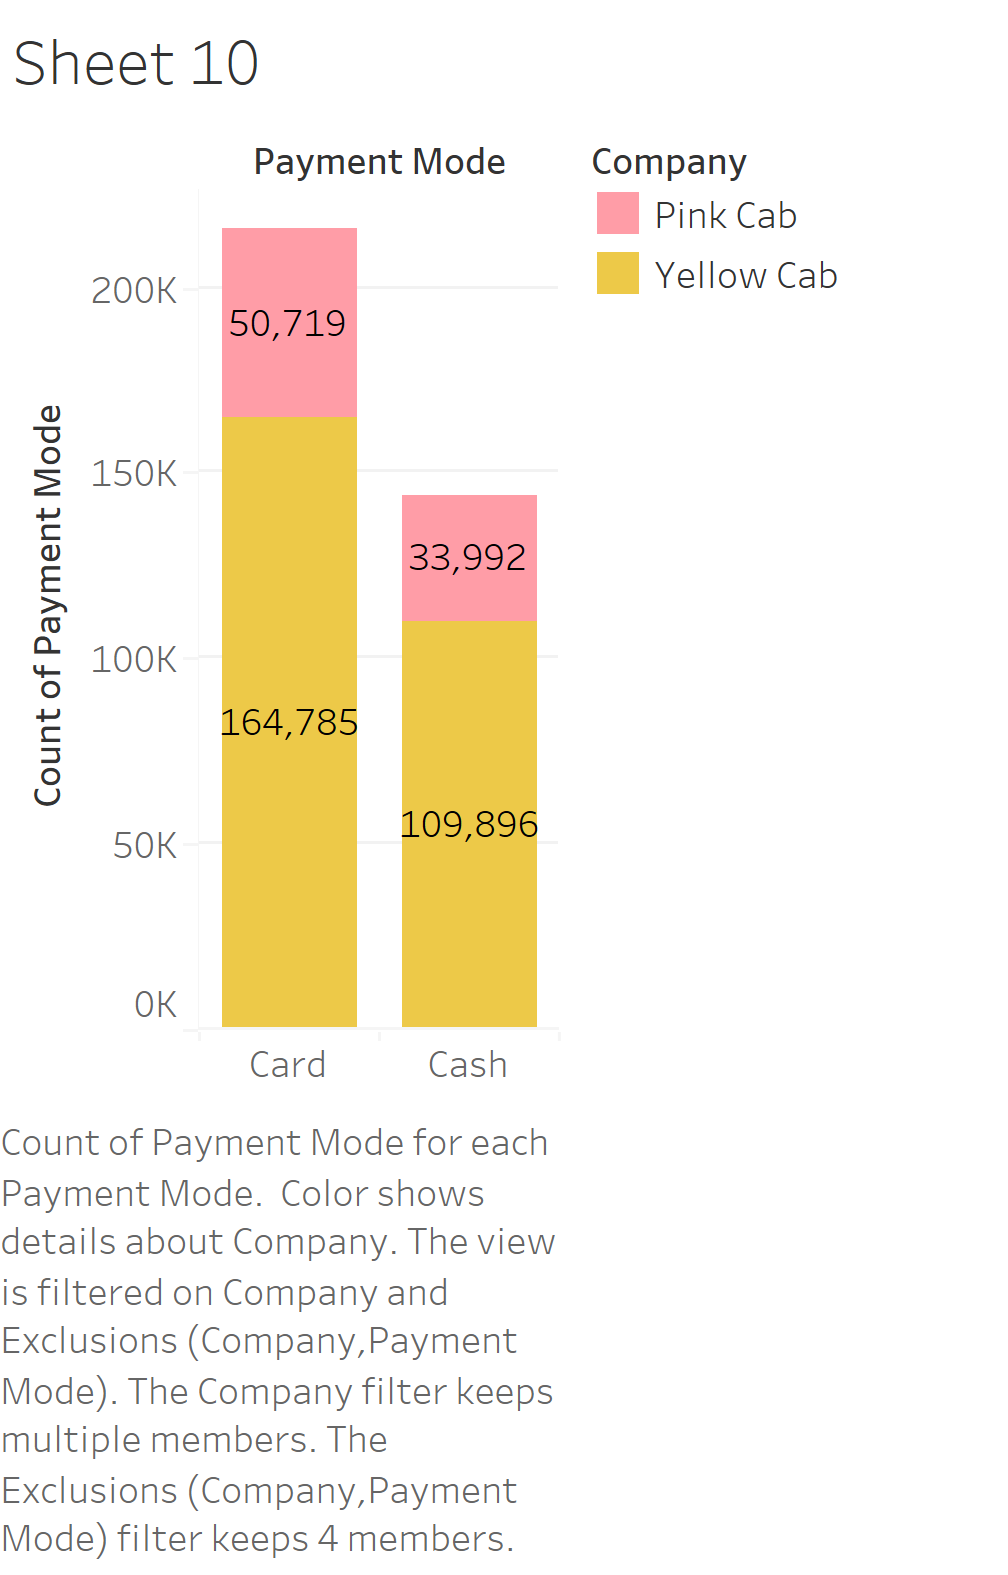 Sheet 10
Payment Mode
Company
Pink Cab
Yellow Cab
Count of Payment Mode
200K
150K
100K
50K
0K
50,719
164,785
33,992
109,896
Card
Cash
Count of Payment Mode for each
Payment Mode.  Color shows
details about Company. The view
is filtered on Company and
Exclusions (Company,Payment
Mode). The Company filter keeps
multiple members. The
Exclusions (Company,Payment
Mode) filter keeps 4 members.